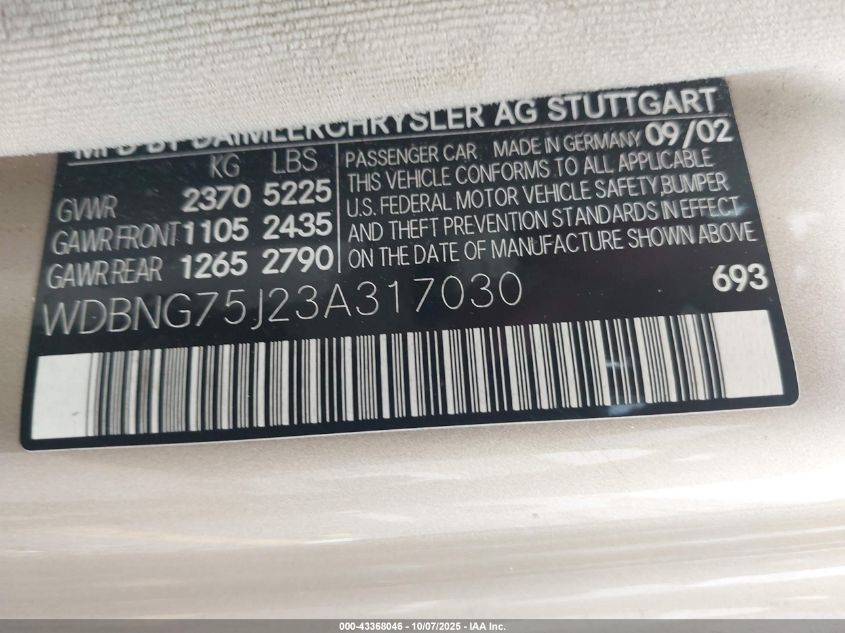 MFD BY DAIMLERCHRYSLER AG STUTTGART
KG LBS
GVWR 2370 5225
GAWR FRONT 1105 2435
GAWR REAR 1265 2790
PASSENGER CAR MADE IN GERMANY 09/02
THIS VEHICLE CONFORMS TO ALL APPLICABLE
U.S. FEDERAL MOTOR VEHICLE SAFETY, BUMPER
AND THEFT PREVENTION STANDARDS IN EFFECT
ON THE DATE OF MANUFACTURE SHOWN ABOVE
WDBNG75J23A317030 693
000-43368046 - 10/07/2025 - IAA Inc.